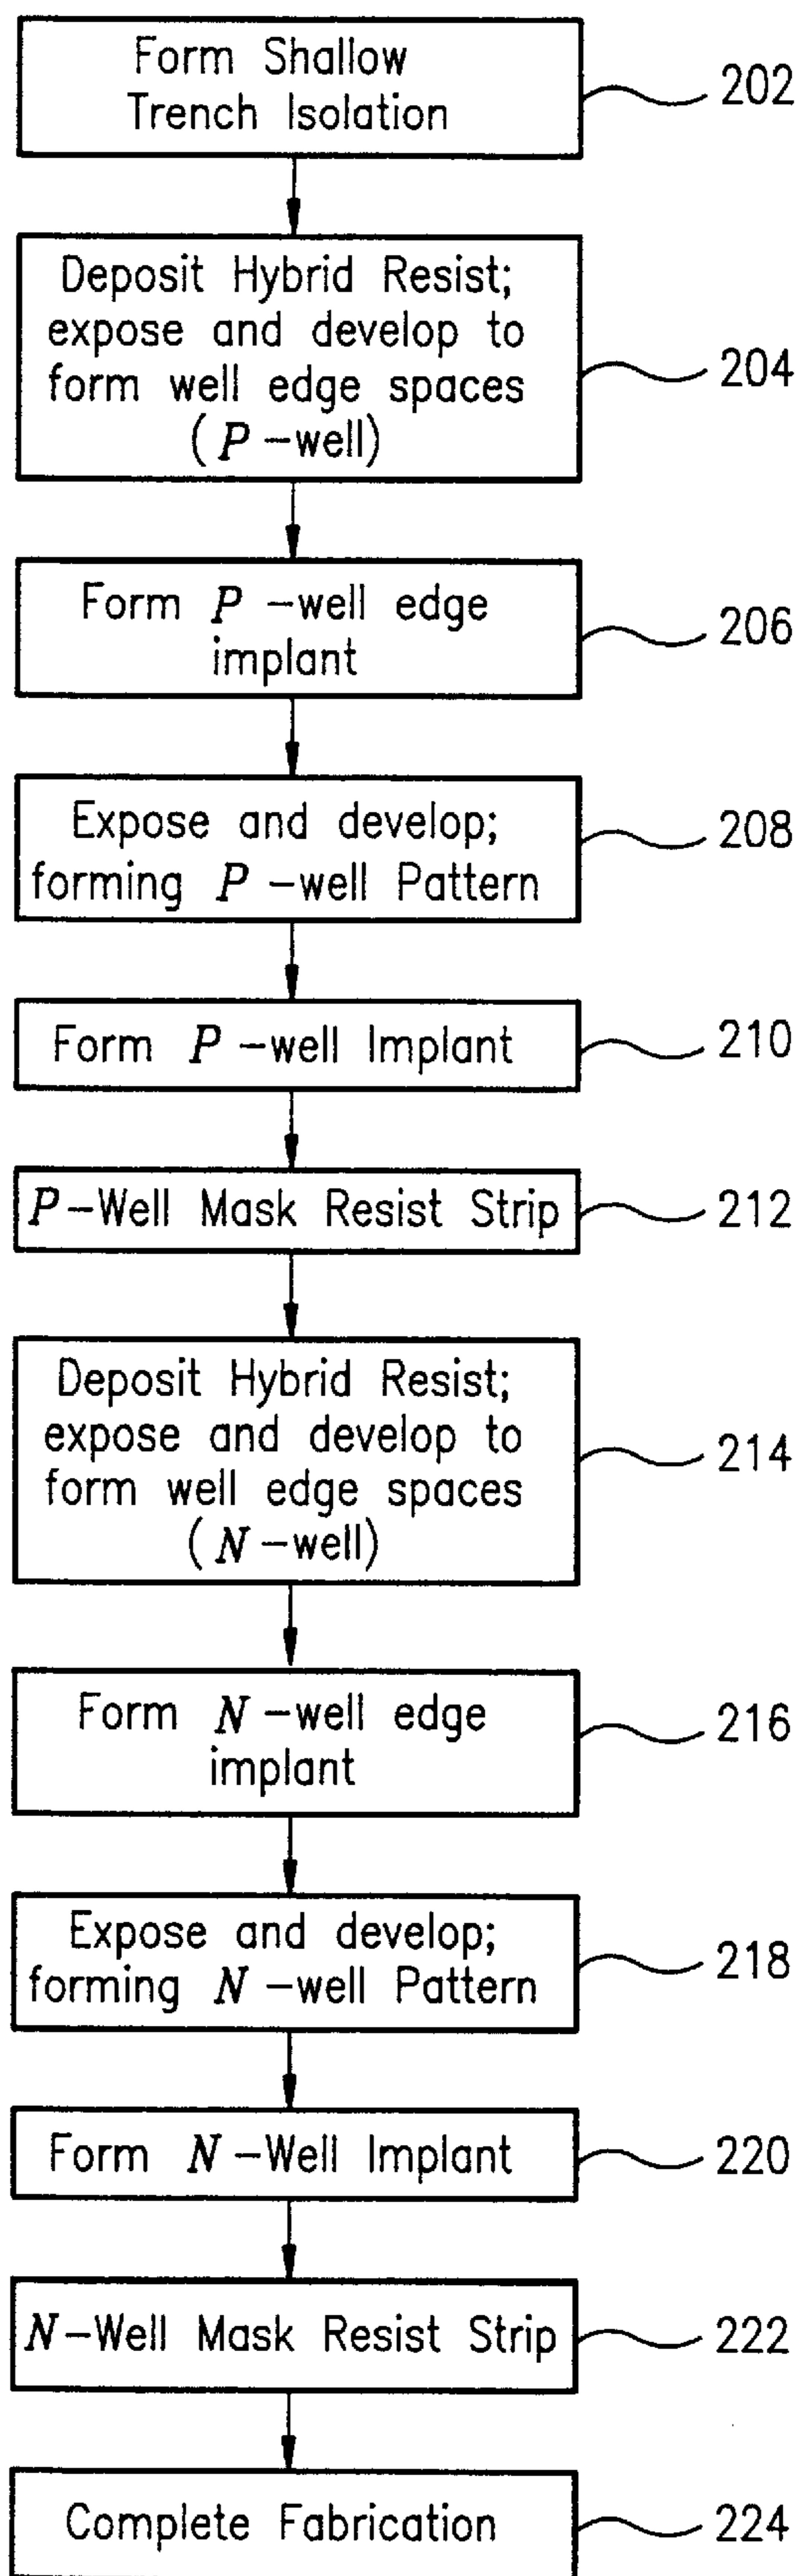 Form Shallow
Trench Isolation
202
Deposit Hybrid Resist;
expose and develop to
form well edge spaces
(P-well)
204
Form P-well edge
implant
206
Expose and develop;
forming P-well Pattern
208
Form P-well Implant
210
P-Well Mask Resist Strip
212
Deposit Hybrid Resist;
expose and develop to
form well edge spaces
(N-well)
214
Form N-well edge
implant
216
Expose and develop;
forming N-well Pattern
218
Form N-Well Implant
220
N-Well Mask Resist Strip
222
Complete Fabrication
224